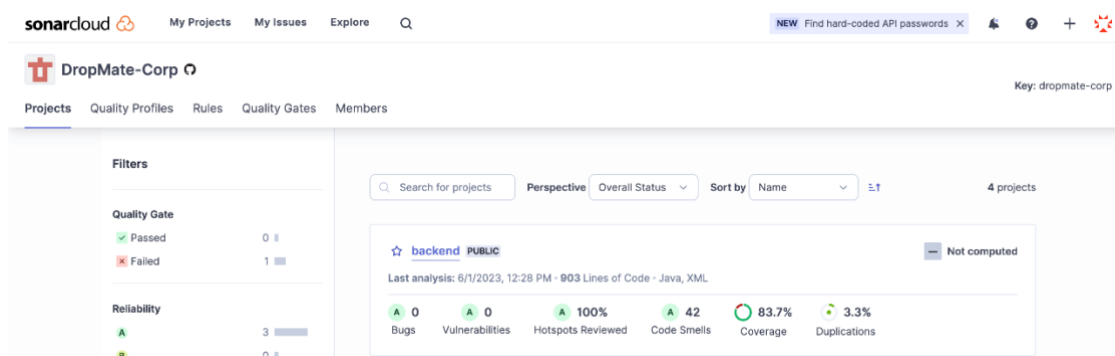 sonarcloud My Projects My Issues Explore NEW Find hard-coded API passwords
DropMate-Corp
Key: dropmate-corp
Projects Quality Profiles Rules Quality Gates Members
Filters
Search for projects Perspective Overall Status Sort by Name 4 projects
Quality Gate
Passed 0
Failed 1
backend PUBLIC Not computed
Last analysis: 6/1/2023, 12:28 PM · 903 Lines of Code · Java, XML
Reliability
A 3
B 0
A 0 A 0 A 100% A 42 83.7% 3.3%
Bugs Vulnerabilities Hotspots Reviewed Code Smells Coverage Duplications